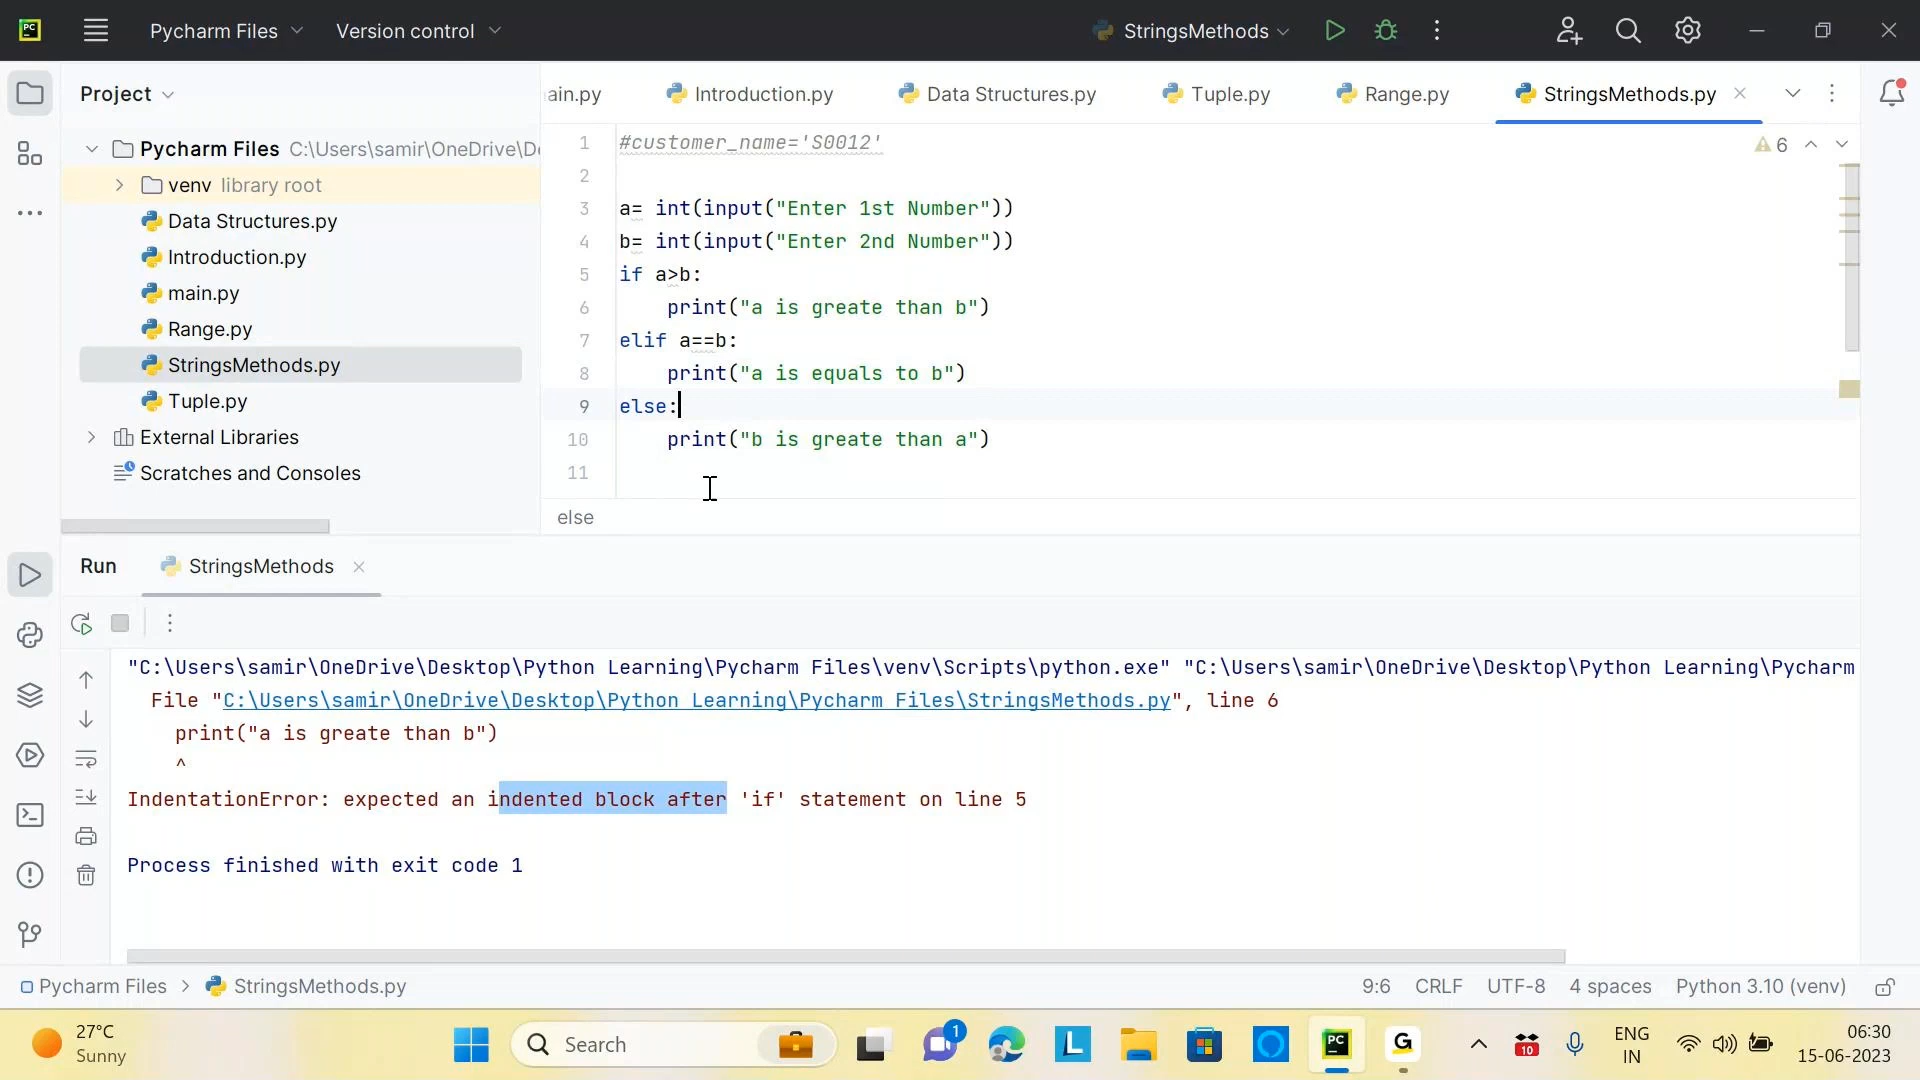 PC
Pycharm Files
Version control
StringsMethods
Project
ain.py
Introduction.py
Data Structures.py
Tuple.py
Range.py
StringsMethods.py
Pycharm Files C:\Users\samir\OneDrive\De
venv library root
Data Structures.py
Introduction.py
main.py
Range.py
StringsMethods.py
Tuple.py
External Libraries
Scratches and Consoles
6
1 #customer_name='S0012'
2
3 a= int(input("Enter 1st Number"))
4 b= int(input("Enter 2nd Number"))
5 if a>b:
6 print("a is greate than b")
7 elif a==b:
8 print("a is equals to b")
9 else:
10 print("b is greate than a")
11
else
Run
StringsMethods
"C:\Users\samir\OneDrive\Desktop\Python Learning\Pycharm Files\venv\Scripts\python.exe" "C:\Users\samir\OneDrive\Desktop\Python Learning\Pycharm
File "C:\Users\samir\OneDrive\Desktop\Python Learning\Pycharm Files\StringsMethods.py", line 6
print("a is greate than b")
^
IndentationError: expected an indented block after 'if' statement on line 5
Process finished with exit code 1
Pycharm Files > StringsMethods.py
9:6 CRLF UTF-8 4 spaces Python 3.10 (venv)
27°C
Sunny
Search
1
L
PC
G
10
ENG
IN
06:30
15-06-2023